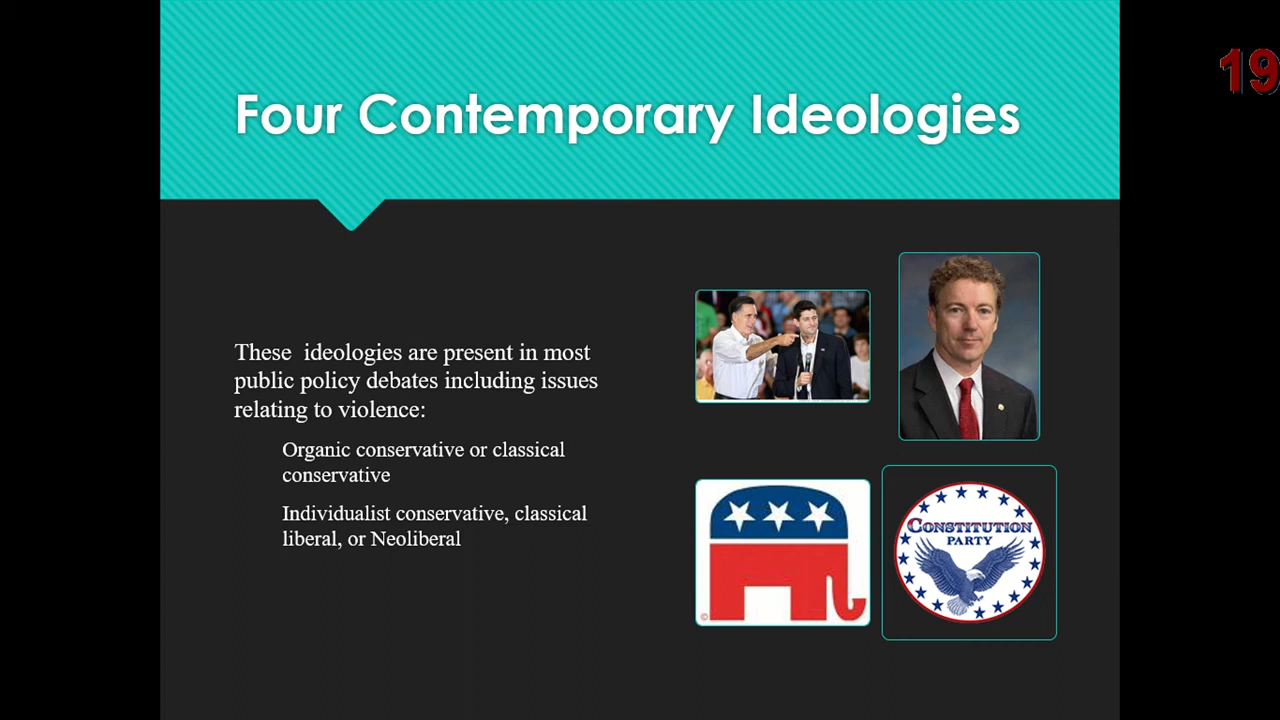 19
Four Contemporary Ideologies
These  ideologies are present in most
public policy debates including issues
relating to violence:
Organic conservative or classical
conservative
Individualist conservative, classical
liberal, or Neoliberal
©
CONSTITUTION
PARTY